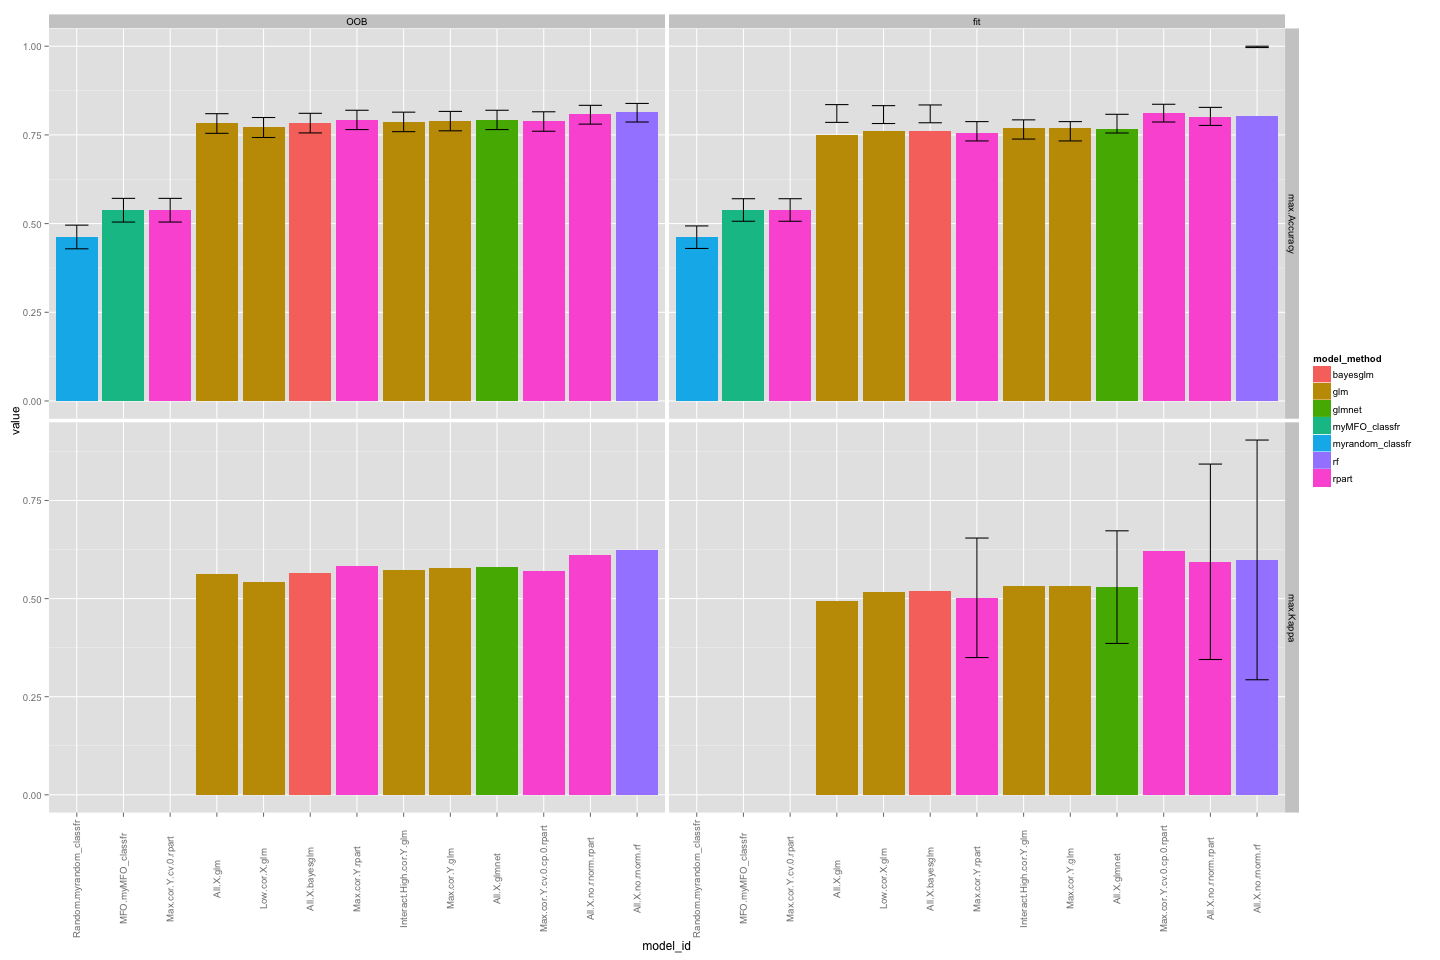 OOB
fit
1.00
0.75
0.50
0.25
0.00
max.Accuracy
0.75
0.50
0.25
0.00
max.Kappa
value
Random.myrandom_classfr
MFO.myMFO_classfr
Max.cor.Y.cv.0.rpart
All.X.glm
Low.cor.X.glm
All.X.bayesglm
Max.cor.Y.rpart
Interact.High.cor.Y.glm
Max.cor.Y.glm
All.X.glmnet
Max.cor.Y.cv.0.cp.0.rpart
All.X.no.rnorm.rpart
All.X.no.rnorm.rf
Random.myrandom_classfr
MFO.myMFO_classfr
Max.cor.Y.cv.0.rpart
All.X.glm
Low.cor.X.glm
All.X.bayesglm
Max.cor.Y.rpart
Interact.High.cor.Y.glm
Max.cor.Y.glm
All.X.glmnet
Max.cor.Y.cv.0.cp.0.rpart
All.X.no.rnorm.rpart
All.X.no.rnorm.rf
model_id
model_method
bayesglm
glm
glmnet
myMFO_classfr
myrandom_classfr
rf
rpart